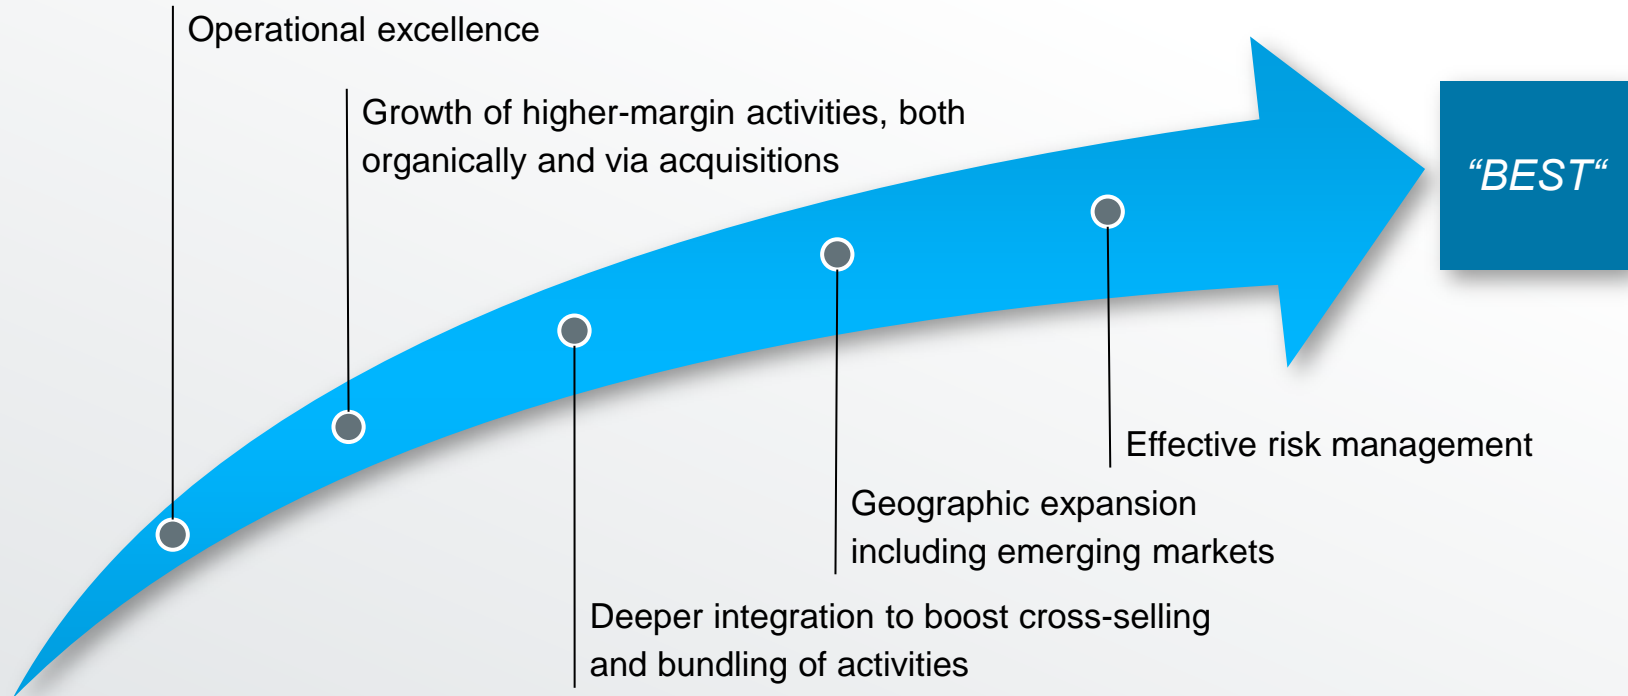 Operational excellence
Growth of higher-margin activities, both
organically and via acquisitions
“BEST“
Effective risk management
Geographic expansion
including emerging markets
Deeper integration to boost cross-selling
and bundling of activities